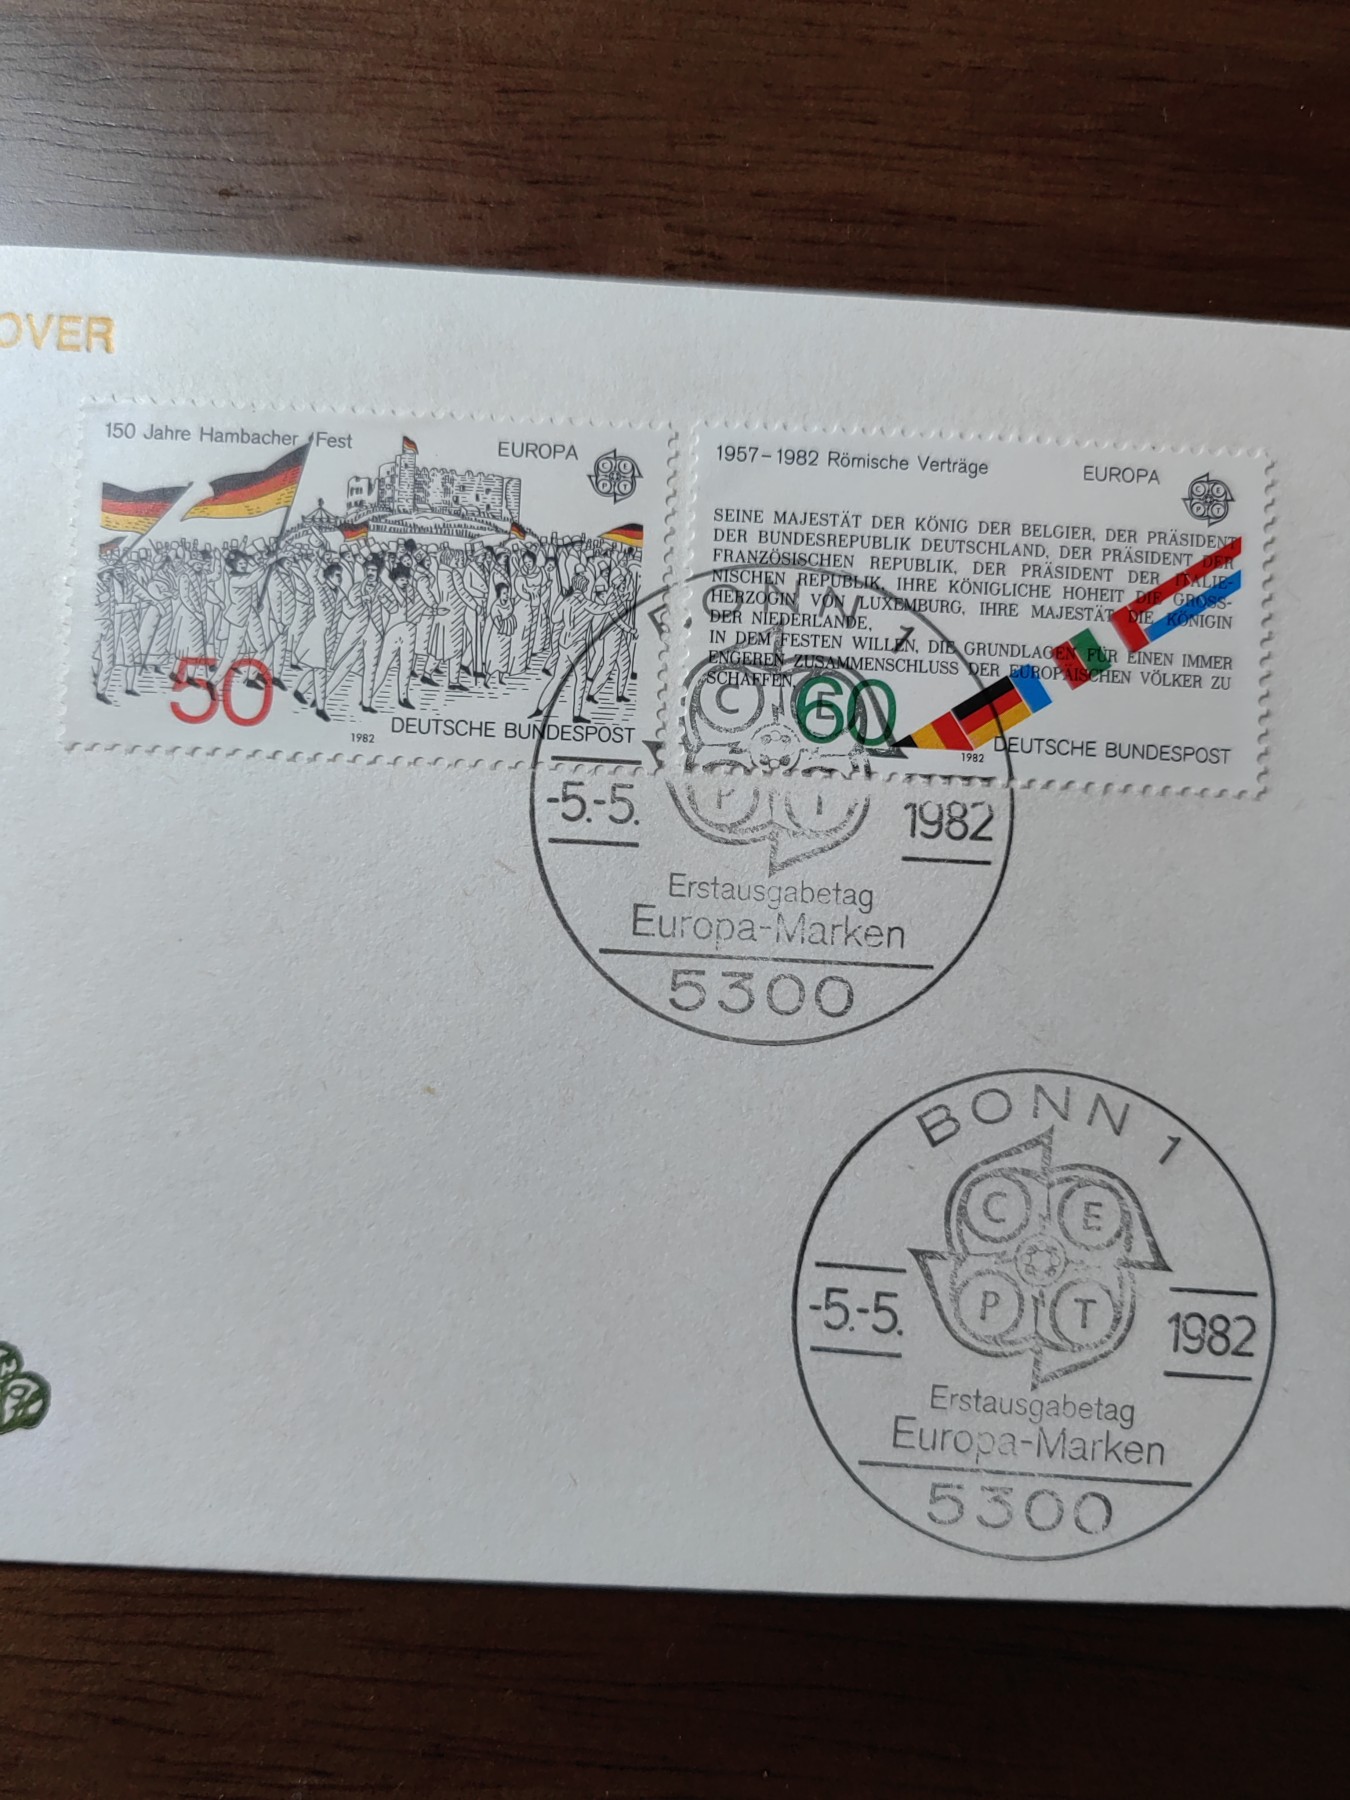 OVER
150 Jahre Hambacher Fest
EUROPA
CEPT
50
1982
DEUTSCHE BUNDESPOST
1957–1982 Römische Verträge
EUROPA
CEPT
SEINE MAJESTÄT DER KÖNIG DER BELGIER, DER PRÄSIDENT
DER BUNDESREPUBLIK DEUTSCHLAND, DER PRÄSIDENT DER
FRANZÖSISCHEN REPUBLIK, DER PRÄSIDENT DER ITALIE-
NISCHEN REPUBLIK, IHRE KÖNIGLICHE HOHEIT DIE GROSS-
HERZOGIN VON LUXEMBURG, IHRE MAJESTÄT DIE KÖNIGIN
DER NIEDERLANDE,
IN DEM FESTEN WILLEN, DIE GRUNDLAGEN FÜR EINEN IMMER
ENGEREN ZUSAMMENSCHLUSS DER EUROPÄISCHEN VÖLKER ZU
SCHAFFEN
60
1982
DEUTSCHE BUNDESPOST
BONN 1
CEPT
-5.-5.
1982
Erstausgabetag
Europa-Marken
5300
BONN 1
CEPT
-5.-5.
1982
Erstausgabetag
Europa-Marken
5300